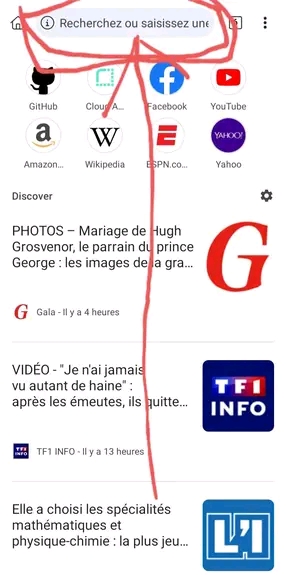 Recherchez ou saisissez une
GitHub
Cloud A...
Facebook
YouTube
a
W
E
YAHOO!
Amazon...
Wikipedia
ESPN.co...
Yahoo
Discover
PHOTOS – Mariage de Hugh
Grosvenor, le parrain du prince
George : les images de la gra...
G
G
Gala - Il y a 4 heures
VIDÉO - "Je n'ai jamais
vu autant de haine" :
après les émeutes, ils quitte...
TF1
INFO
TF1 INFO - Il y a 13 heures
Elle a choisi les spécialités
mathématiques et
physique-chimie : la plus jeu...
L'I